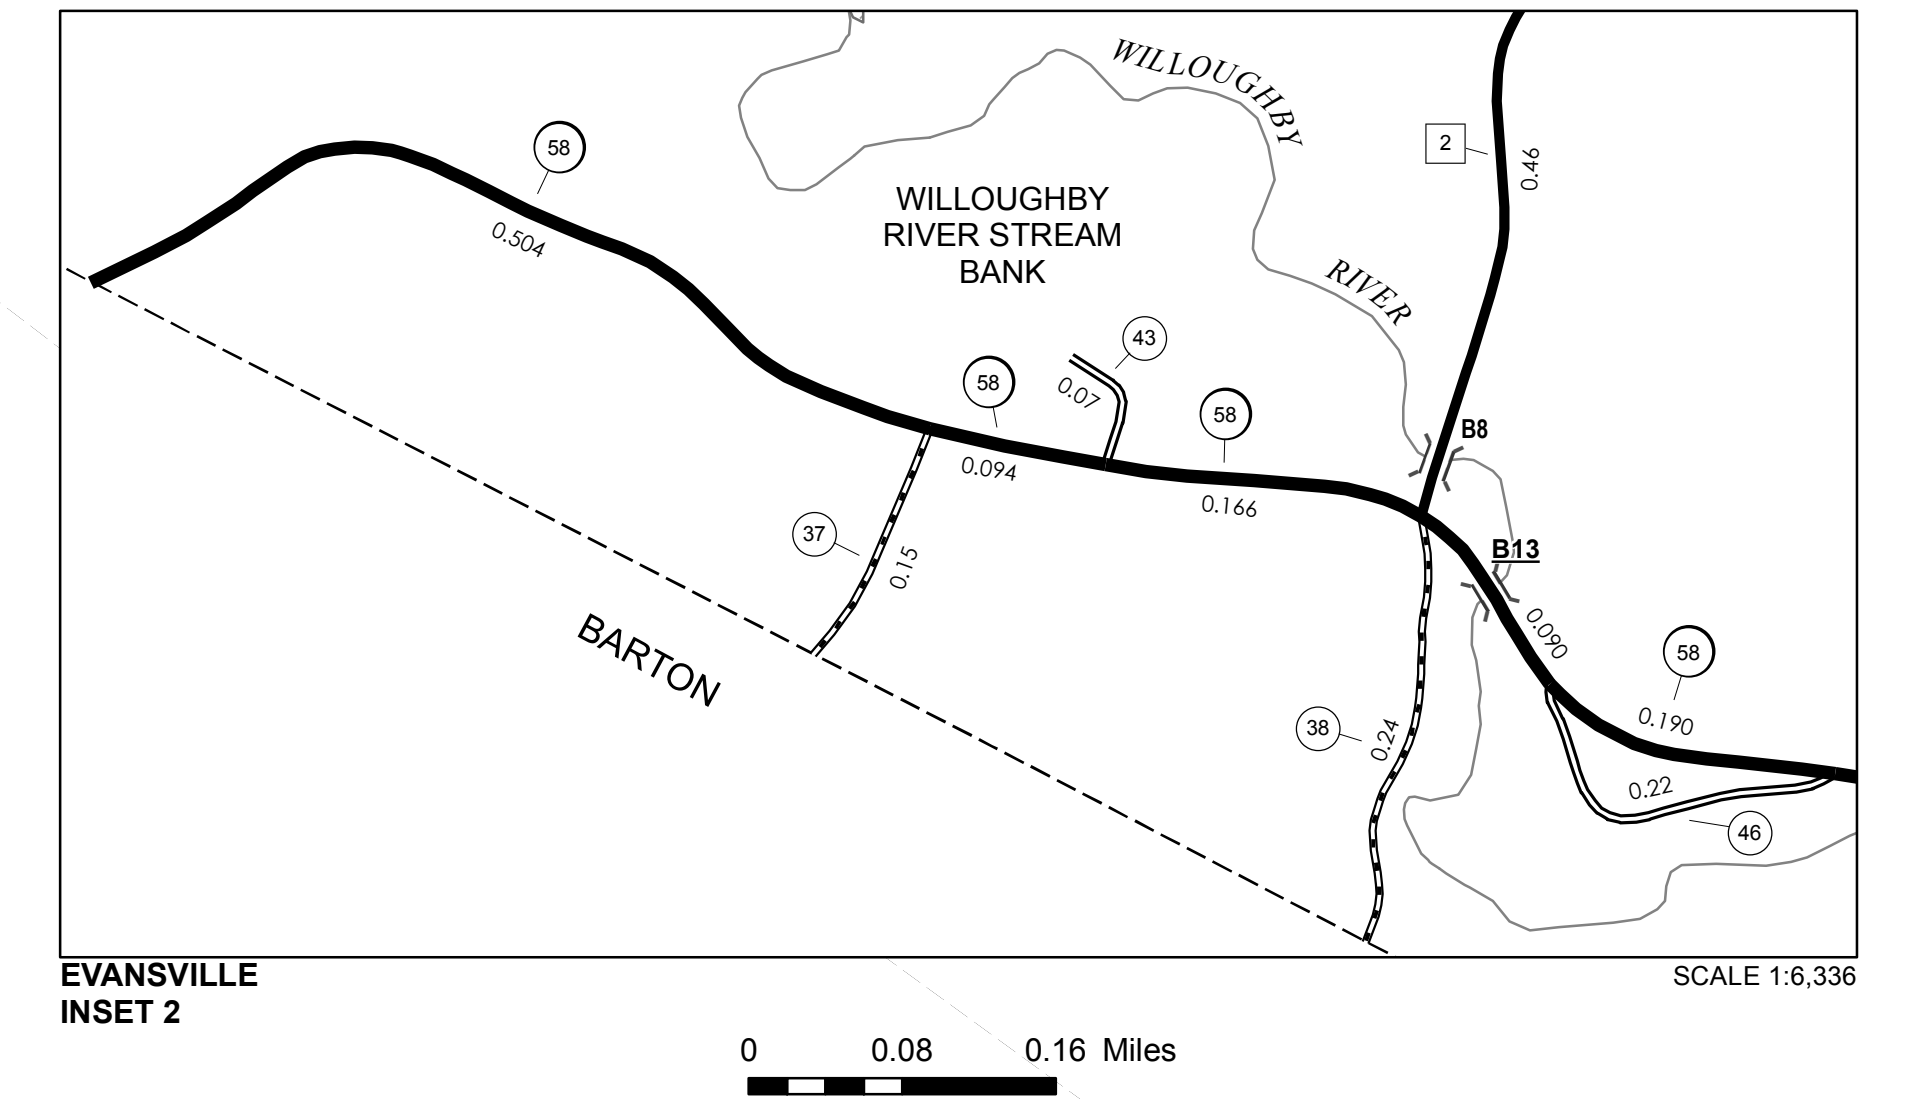 WILLOUGHBY
2
0.46
58
0.504
WILLOUGHBY
RIVER STREAM
BANK
RIVER
43
0.07
58
58
B8
0.094
0.166
37
0.15
B13
0.090
58
BARTON
38
0.24
0.190
0.22
46
EVANSVILLE
INSET 2
SCALE 1:6,336
0 0.08 0.16 Miles